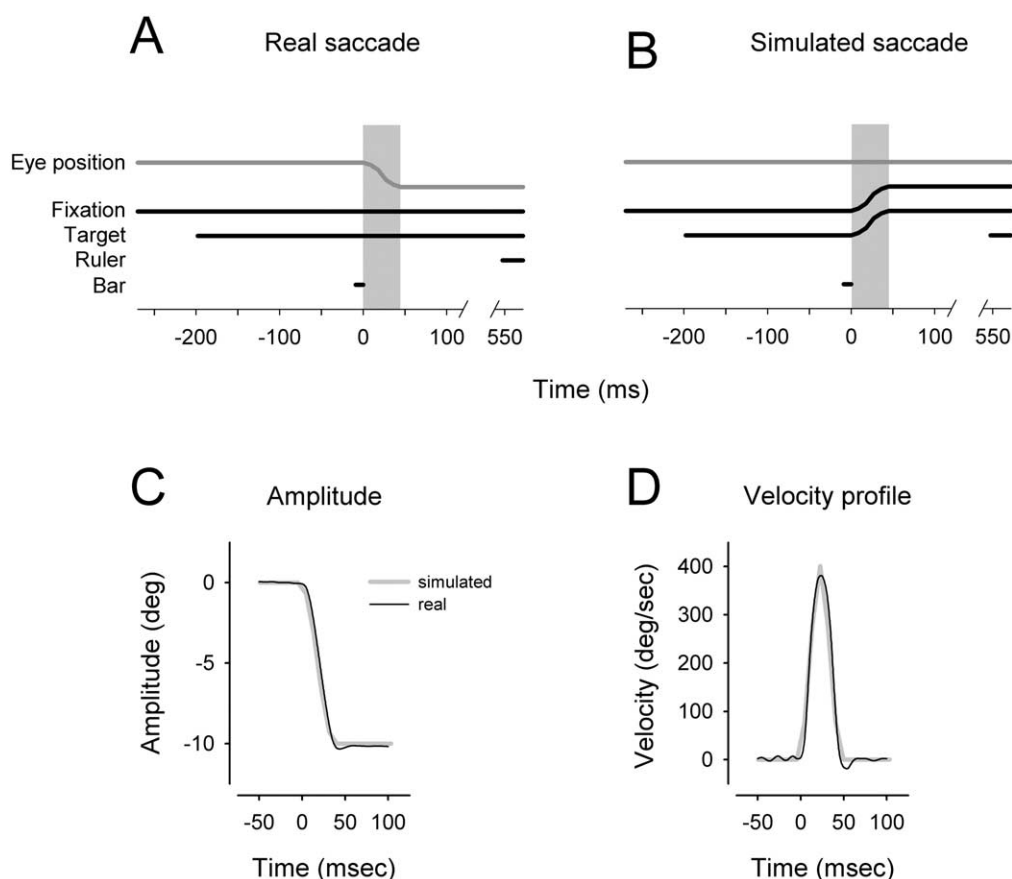 A
Real saccade
B
Simulated saccade
Eye position
Fixation
Target
Ruler
Bar
-200 -100 0 100 550
-200 -100 0 100 550
Time (ms)
C
Amplitude
D
Velocity profile
Amplitude (deg)
0
-5
-10
simulated
real
-50 0 50 100
Time (msec)
Velocity (deg/sec)
400
300
200
100
0
-50 0 50 100
Time (msec)